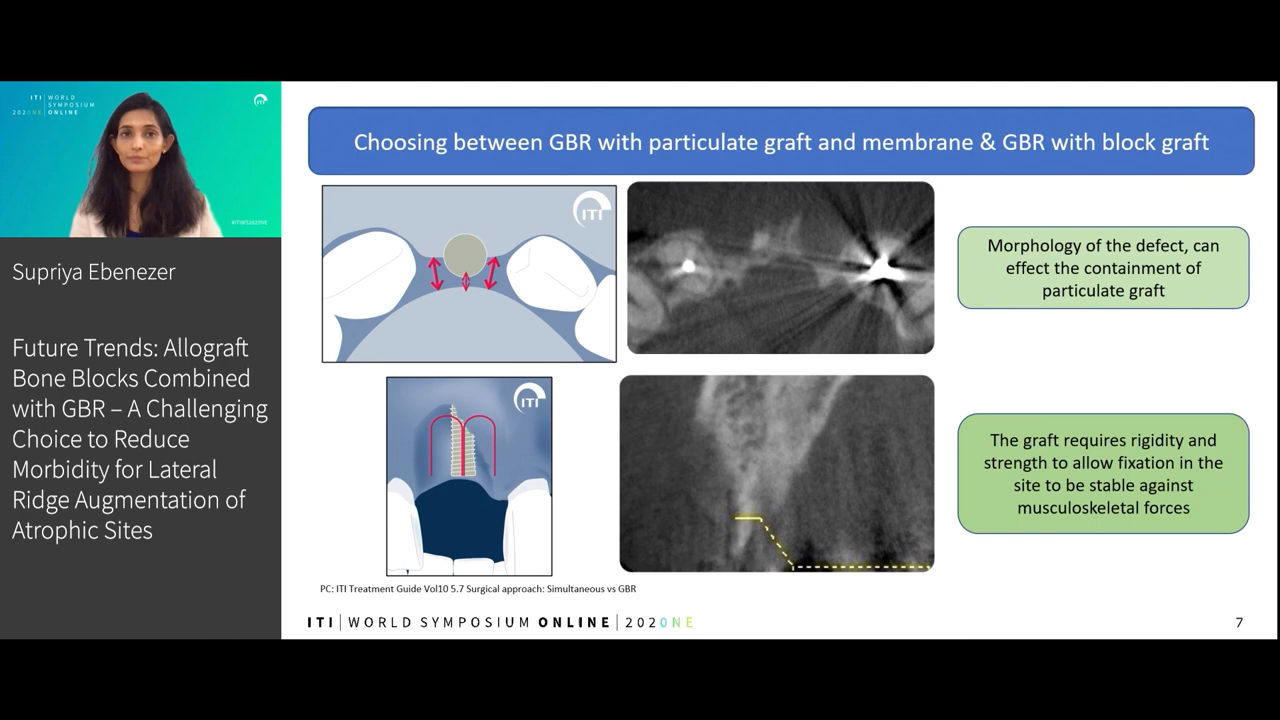 ITI WORLD
SYMPOSIUM
202ONE ONLINE
ITI
Supriya Ebenezer
Future Trends: Allograft
Bone Blocks Combined
with GBR – A Challenging
Choice to Reduce
Morbidity for Lateral
Ridge Augmentation of
Atrophic Sites
Choosing between GBR with particulate graft and membrane & GBR with block graft
ITI
Morphology of the defect, can
effect the containment of
particulate graft
ITI
The graft requires rigidity and
strength to allow fixation in the
site to be stable against
musculoskeletal forces
PC: ITI Treatment Guide Vol10 5.7 Surgical approach: Simultaneous vs GBR
ITI WORLD SYMPOSIUM ONLINE 202ONE
7